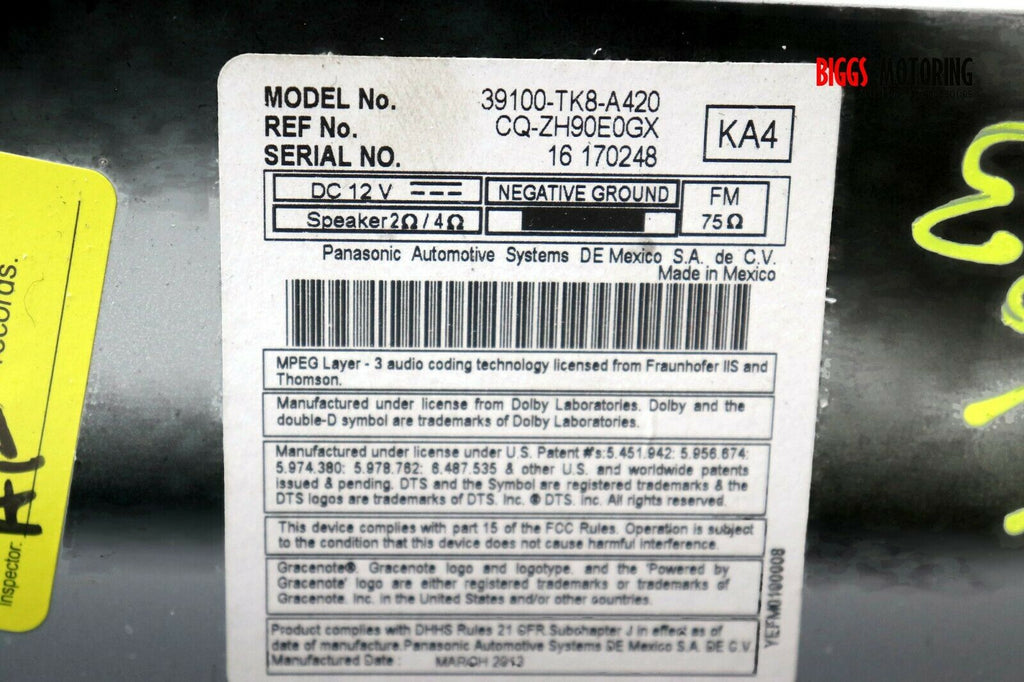 BIGGS MOTORING
MODEL No. 39100-TK8-A420
REF No. CQ-ZH90E0GX
SERIAL NO. 16 170248
KA4
DC 12 V
NEGATIVE GROUND
FM
Speaker 2Ω / 4Ω
75Ω
Panasonic Automotive Systems DE Mexico S.A. de C.V.
Made in Mexico
MPEG Layer - 3 audio coding technology licensed from Fraunhofer IIS and
Thomson.
Manufactured under license from Dolby Laboratories. Dolby and the
double-D symbol are trademarks of Dolby Laboratories.
Manufactured under license under U.S. Patent #'s:5.451.942; 5.956.674;
5.974.380; 5.978.762; 6.487.535 & other U.S. and worldwide patents
issued & pending. DTS and the Symbol are registered trademarks & the
DTS logos are trademarks of DTS. Inc. ® DTS. Inc. All rights reserved.
This device complies with part 15 of the FCC Rules. Operation is subject
to the condition that this device does not cause harmful interference.
Gracenote®, Gracenote logo and logotype. and the 'Powered by
Gracenote' logo are either registered trademarks or trademarks of
Gracenote. Inc. in the United States and/or other countries.
YEFM0100008
Product complies with DHHS Rules 21 CFR Subchapter J in effect as of
date of manufacture.Panasonic Automotive Systems DE Mexico S.A. DE C.V.
Manufactured Date : MARCH 2013
records.
Inspector: